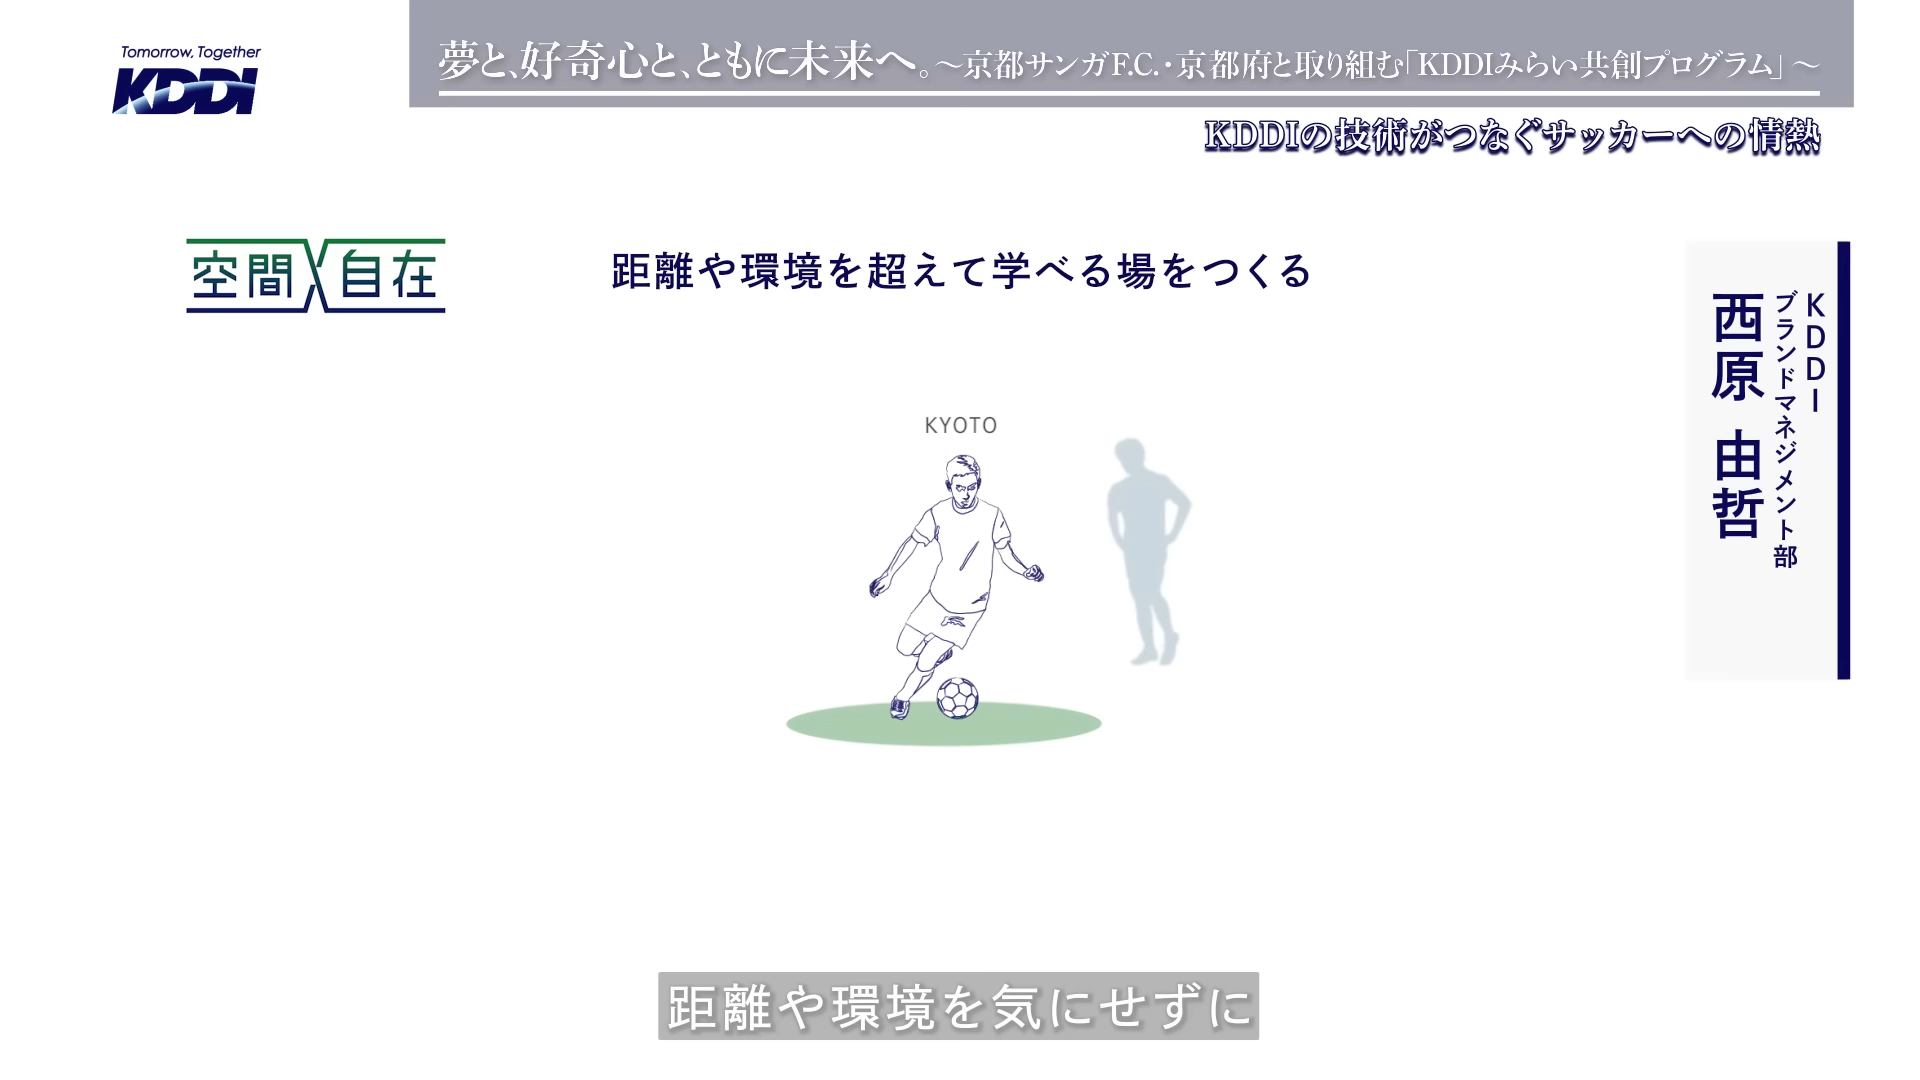 Tomorrow, Together
KDDI
夢と、好奇心と、ともに未来へ。～京都サンガF.C.・京都府と取り組む「KDDIみらい共創プログラム」～
KDDIの技術がつなぐサッカーへの情熱
空間自在
距離や環境を超えて学べる場をつくる
KDDI
ブランドマネジメント部
西原 由哲
KYOTO
距離や環境を気にせずに